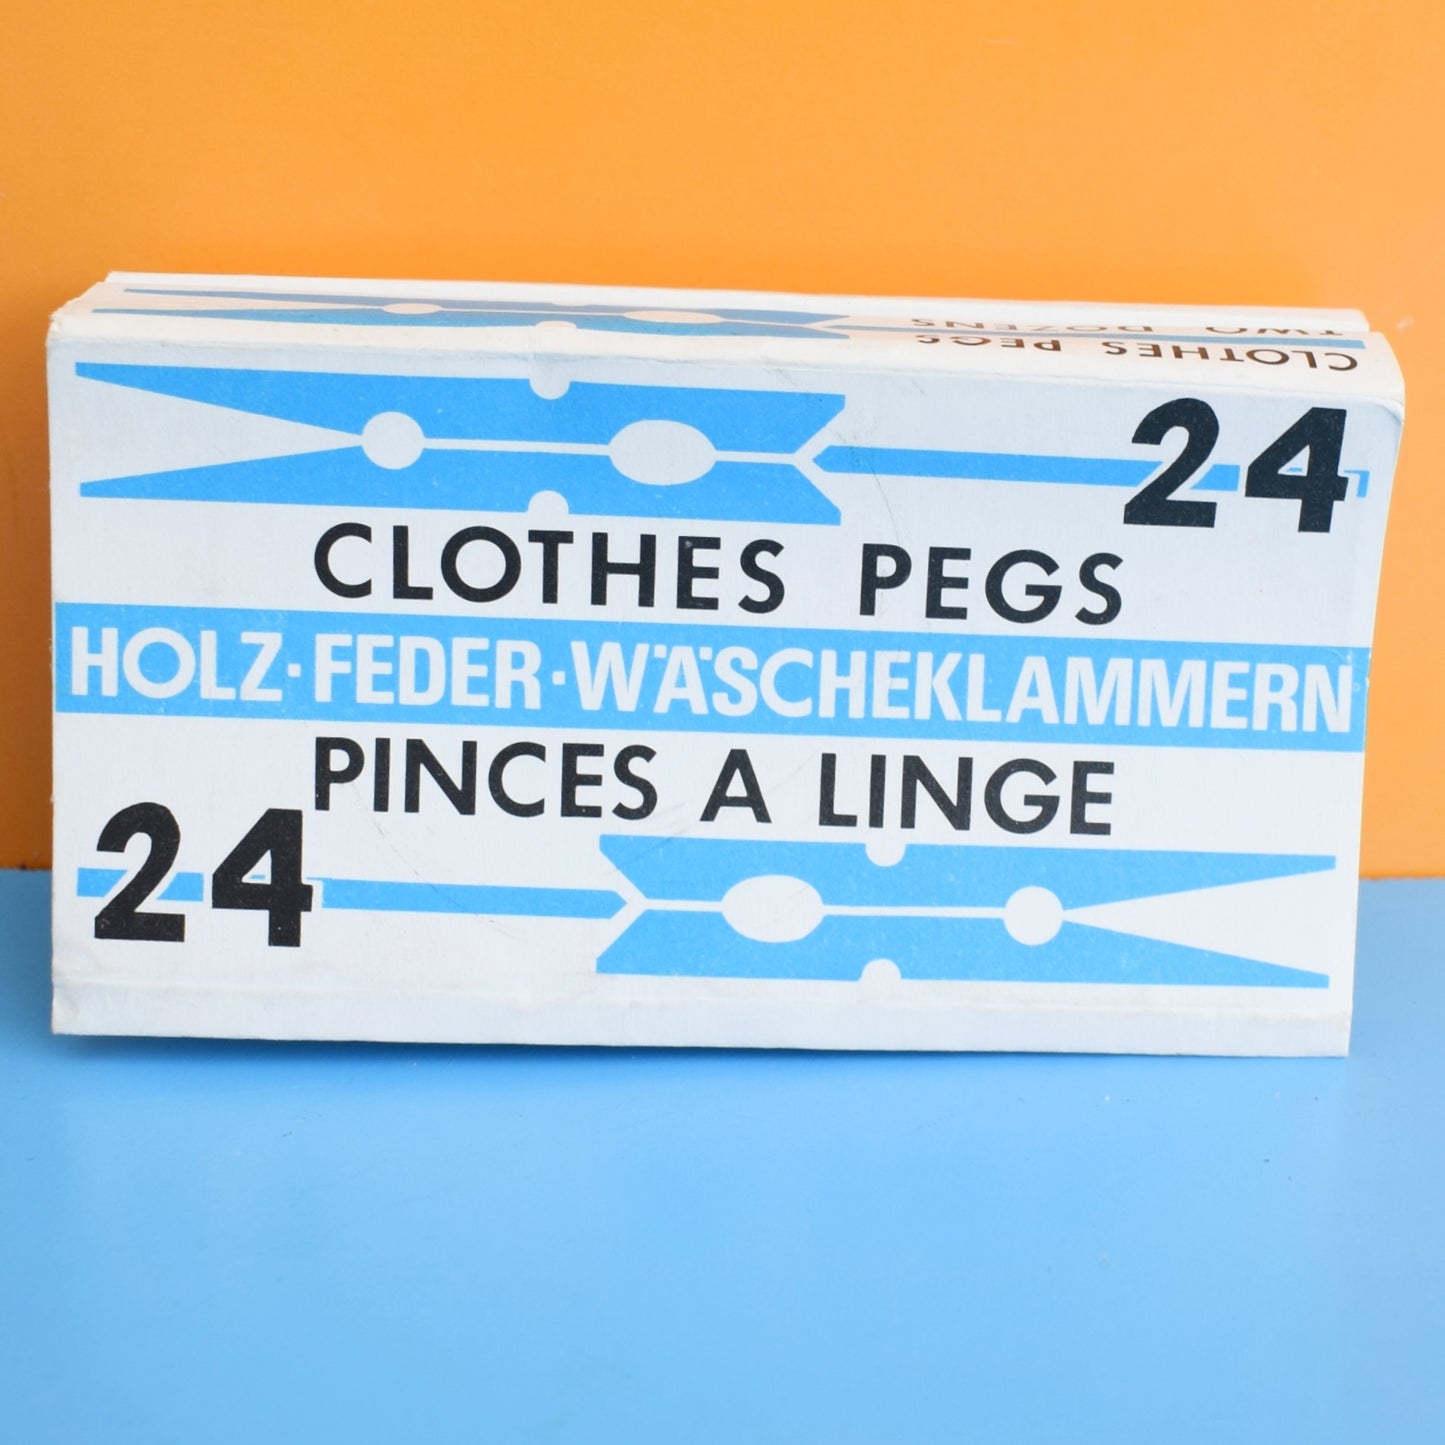 TWO DOZENS
CLOTHES PEGS
24
CLOTHES PEGS
HOLZ·FEDER·WÄSCHEKLAMMERN
PINCES A LINGE
24